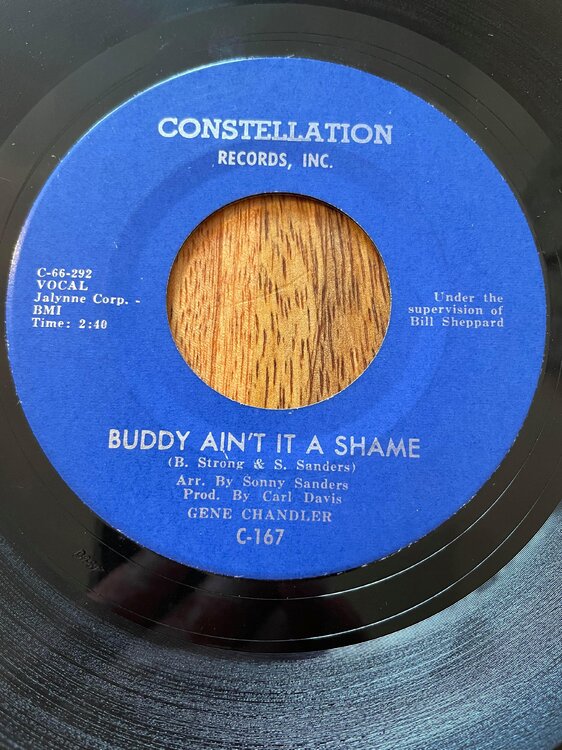 CONSTELLATION
RECORDS, INC.
C-66-292
VOCAL
Jalynne Corp. -
BMI
Time: 2:40
Under the
supervision of
Bill Sheppard
BUDDY AIN'T IT A SHAME
(B. Strong & S. Sanders)
Arr. By Sonny Sanders
Prod. By Carl Davis
GENE CHANDLER
C-167